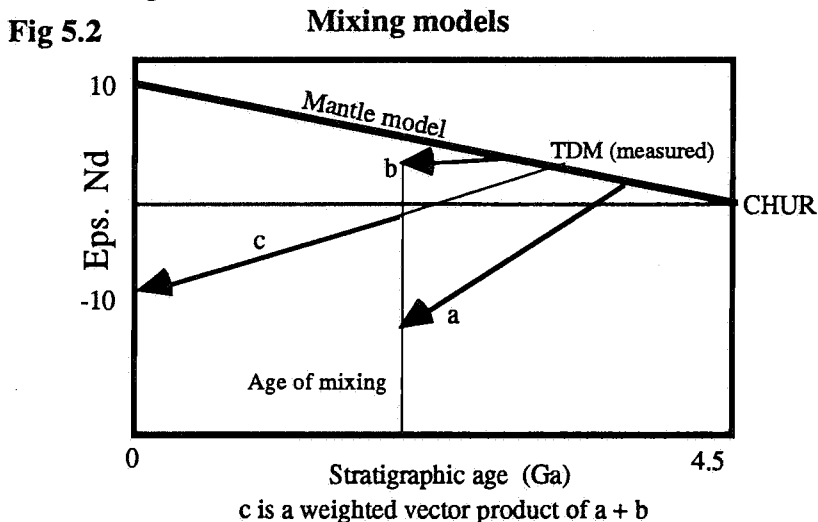 Fig 5.2
Mixing models
10
Mantle model
TDM (measured)
b
CHUR
Eps. Nd
c
-10
a
Age of mixing
0
4.5
Stratigraphic age (Ga)
c is a weighted vector product of a + b